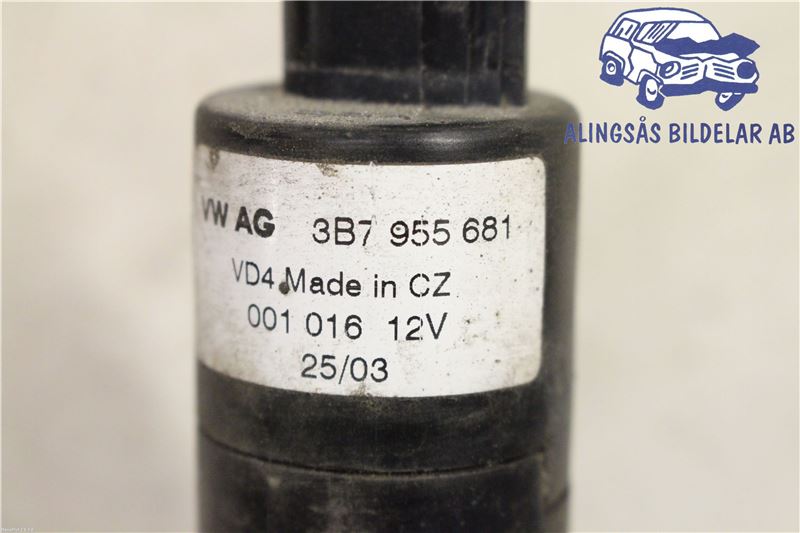 ALINGSÅS BILDELAR AB
VW AG 3B7 955 681
VD4 Made in CZ
001 016 12V
25/03